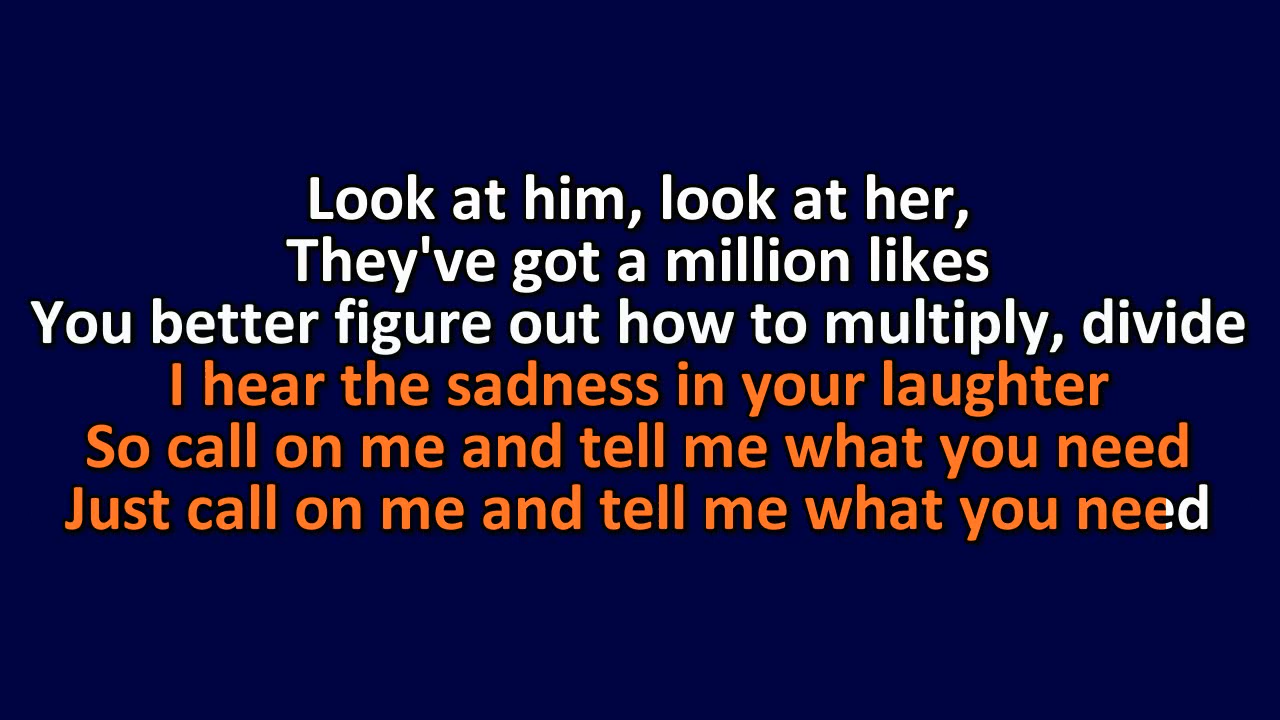 Look at him, look at her,
They've got a million likes
You better figure out how to multiply, divide
I hear the sadness in your laughter
So call on me and tell me what you need
Just call on me and tell me what you need